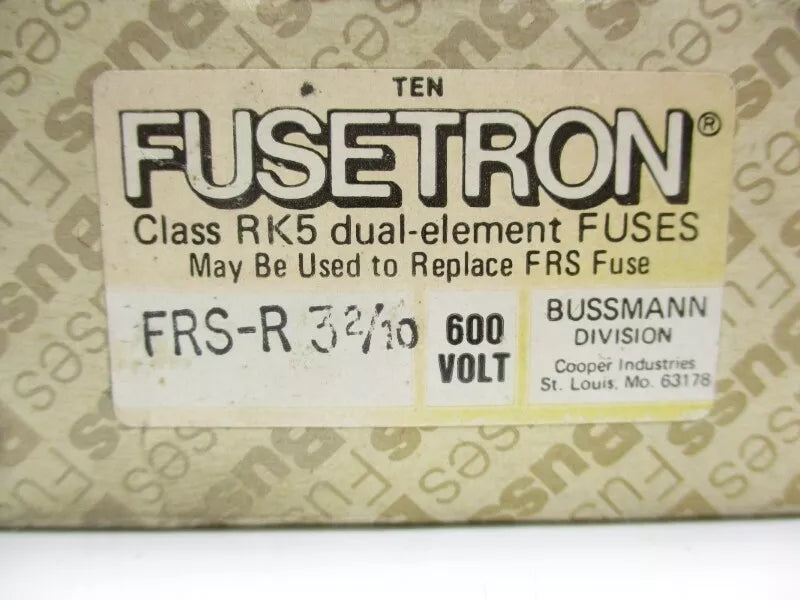 TEN
FUSETRON®
Class RK5 dual-element FUSES
May Be Used to Replace FRS Fuse
FRS-R 3 2/10
600
VOLT
BUSSMANN
DIVISION
Cooper Industries
St. Louis, Mo. 63178